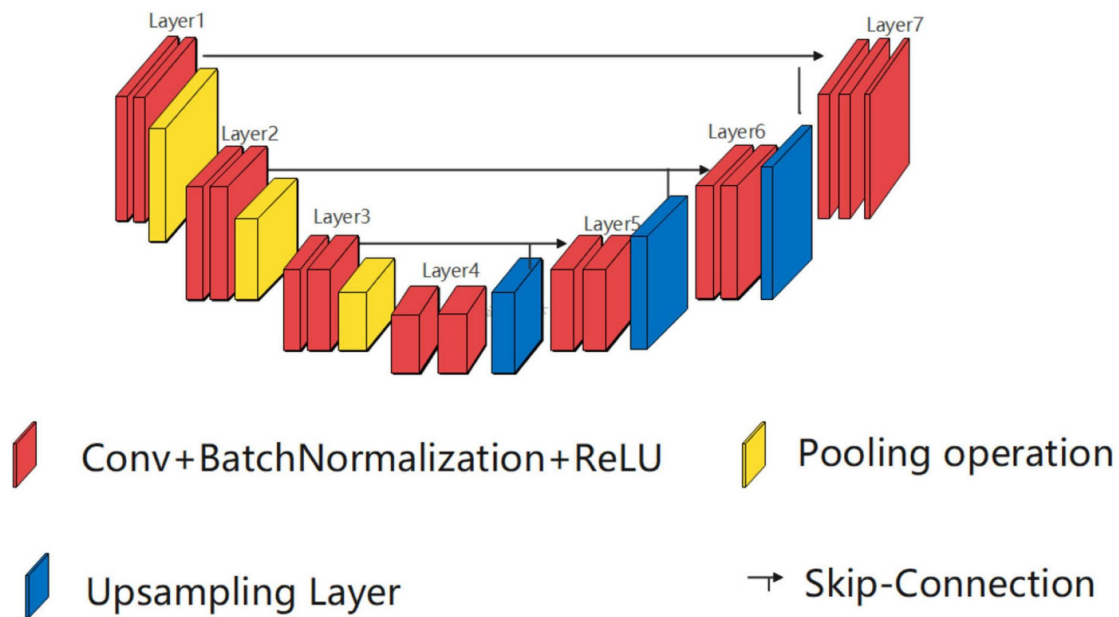 Layer1
Layer7
Layer2
Layer6
Layer3
Layer5
Layer4
Conv+BatchNormalization+ReLU
Pooling operation
Upsampling Layer
Skip-Connection